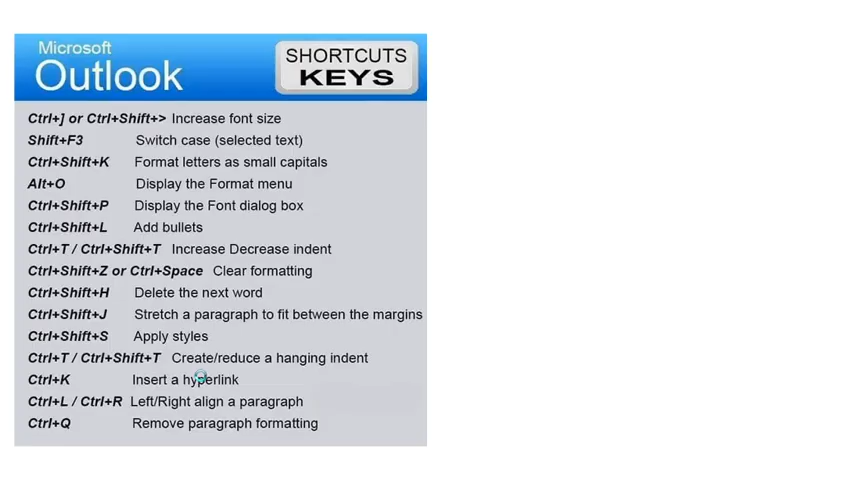 Microsoft
Outlook
SHORTCUTS
KEYS
Ctrl+] or Ctrl+Shift+> Increase font size
Shift+F3 Switch case (selected text)
Ctrl+Shift+K Format letters as small capitals
Alt+O Display the Format menu
Ctrl+Shift+P Display the Font dialog box
Ctrl+Shift+L Add bullets
Ctrl+T / Ctrl+Shift+T Increase Decrease indent
Ctrl+Shift+Z or Ctrl+Space Clear formatting
Ctrl+Shift+H Delete the next word
Ctrl+Shift+J Stretch a paragraph to fit between the margins
Ctrl+Shift+S Apply styles
Ctrl+T / Ctrl+Shift+T Create/reduce a hanging indent
Ctrl+K Insert a hyperlink
Ctrl+L / Ctrl+R Left/Right align a paragraph
Ctrl+Q Remove paragraph formatting